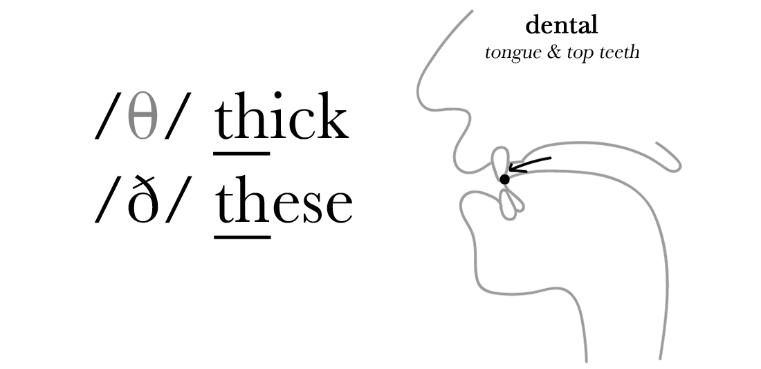 /θ/ thick
/ð/ these
dental
tongue & top teeth